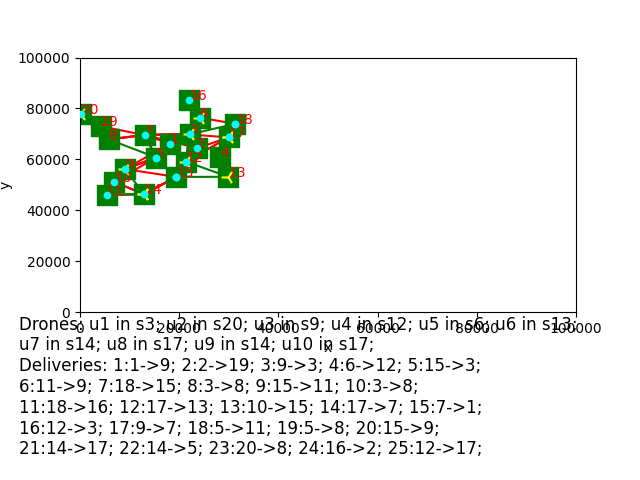 100000
80000
60000
40000
20000
0
y
0 20000 40000 60000 80000 100000
x
Drones: u1 in s3; u2 in s20; u3 in s9; u4 in s12; u5 in s6; u6 in s13;
u7 in s14; u8 in s17; u9 in s14; u10 in s17;
Deliveries: 1:1->9; 2:2->19; 3:9->3; 4:6->12; 5:15->3;
6:11->9; 7:18->15; 8:3->8; 9:15->11; 10:3->8;
11:18->16; 12:17->13; 13:10->15; 14:17->7; 15:7->1;
16:12->3; 17:9->7; 18:5->11; 19:5->8; 20:15->9;
21:14->17; 22:14->5; 23:20->8; 24:16->2; 25:12->17;